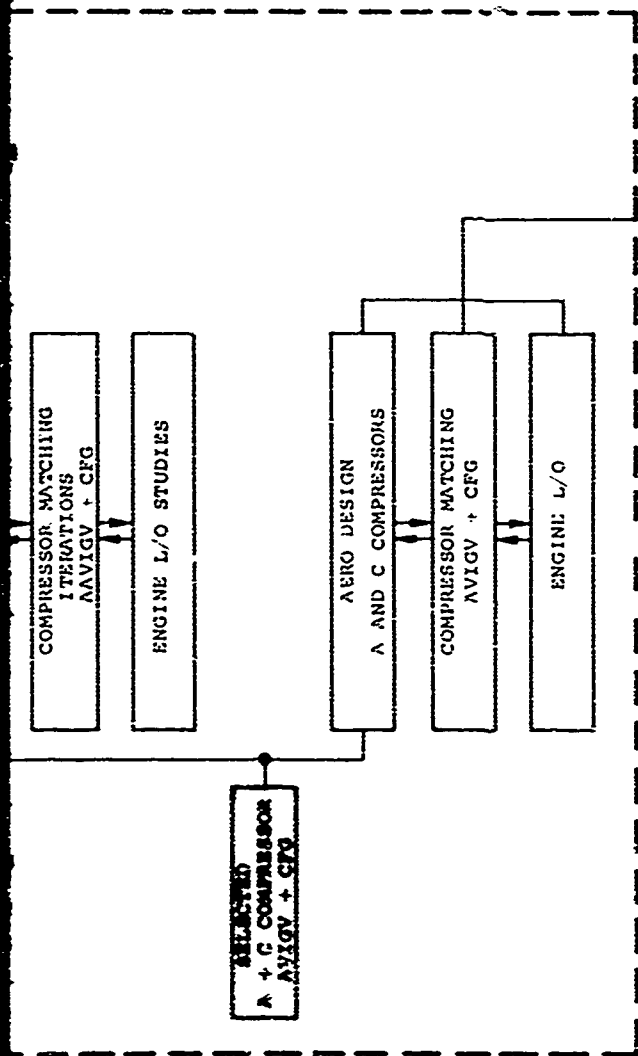 COMPRESSOR MATCHING
ITERATIONS
AAVIGV + CFG
ENGINE L/O STUDIES
SELECTED
A + C COMPRESSOR
AVIGV + CFG
AERO DESIGN
A AND C COMPRESSORS
COMPRESSOR MATCHING
AVIGV + CFG
ENGINE L/O